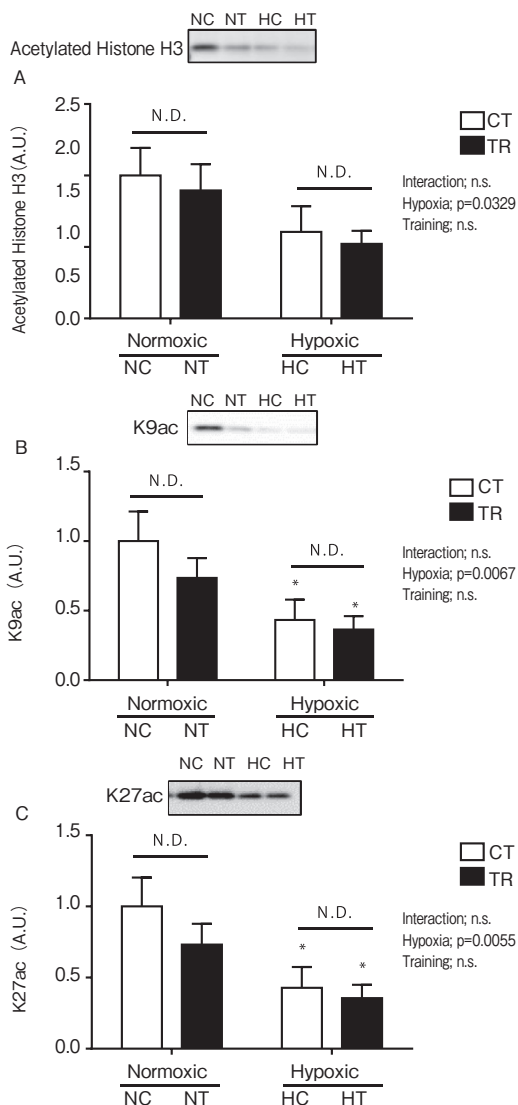 NC NT HC HT
Acetylated Histone H3
A
Acetylated Histone H3(A.U.)
2.5
2.0
1.5
1.0
0.5
0.0
N.D.
N.D.
CT
TR
Interaction; n.s.
Hypoxia; p=0.0329
Training; n.s.
Normoxic Hypoxic
NC NT HC HT
NC NT HC HT
K9ac
B
K9ac (A.U.)
1.5
1.0
0.5
0.0
N.D.
N.D.
* *
CT
TR
Interaction; n.s.
Hypoxia; p=0.0067
Training; n.s.
Normoxic Hypoxic
NC NT HC HT
NC NT HC HT
K27ac
C
K27ac (A.U.)
1.5
1.0
0.5
0.0
N.D.
N.D.
* *
CT
TR
Interaction; n.s.
Hypoxia; p=0.0055
Training; n.s.
Normoxic Hypoxic
NC NT HC HT